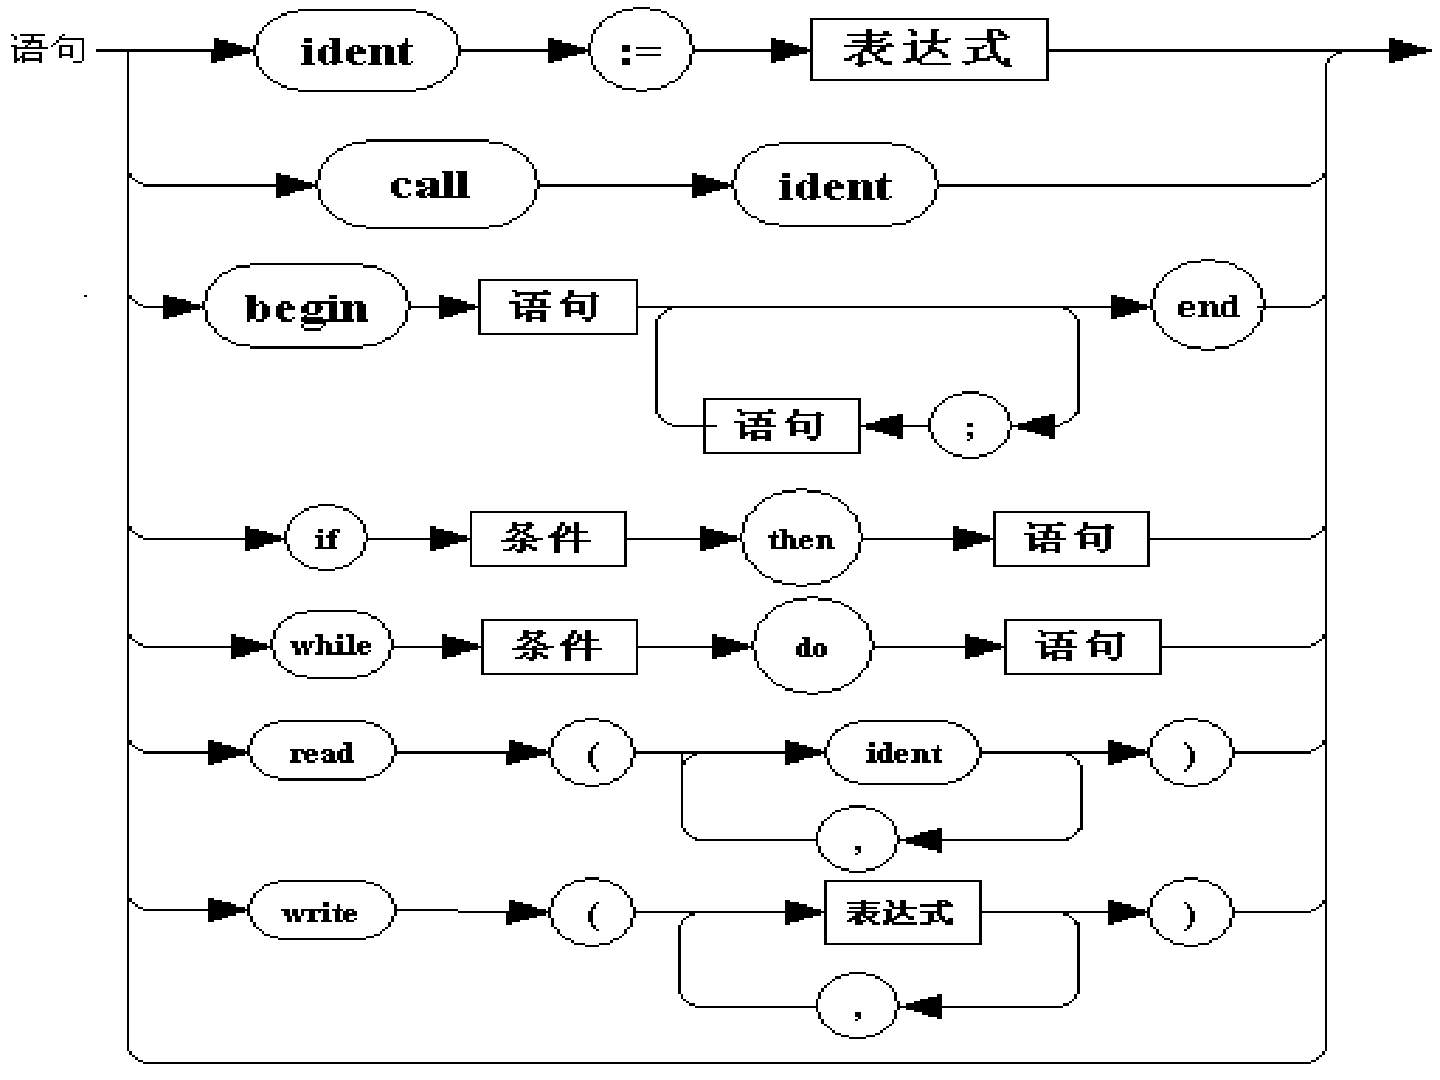 语句 ident := 表达式
call ident
begin 语句 end
语句 ;
if 条件 then 语句
while 条件 do 语句
read ( ident )
,
write ( 表达式 )
,